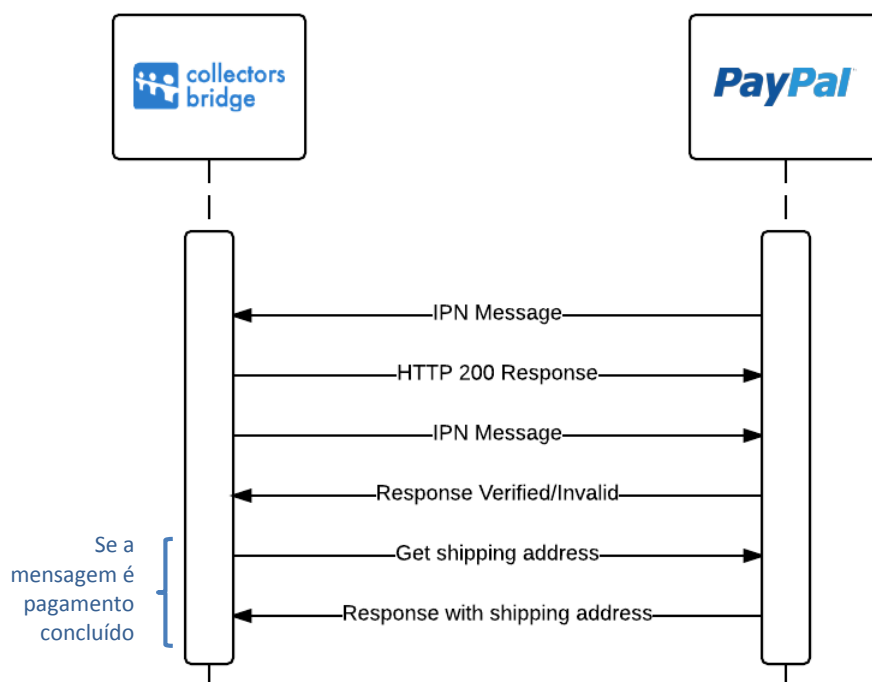 collectors
bridge
PayPal
IPN Message
HTTP 200 Response
IPN Message
Response Verified/Invalid
Se a
mensagem é
pagamento
concluído
Get shipping address
Response with shipping address